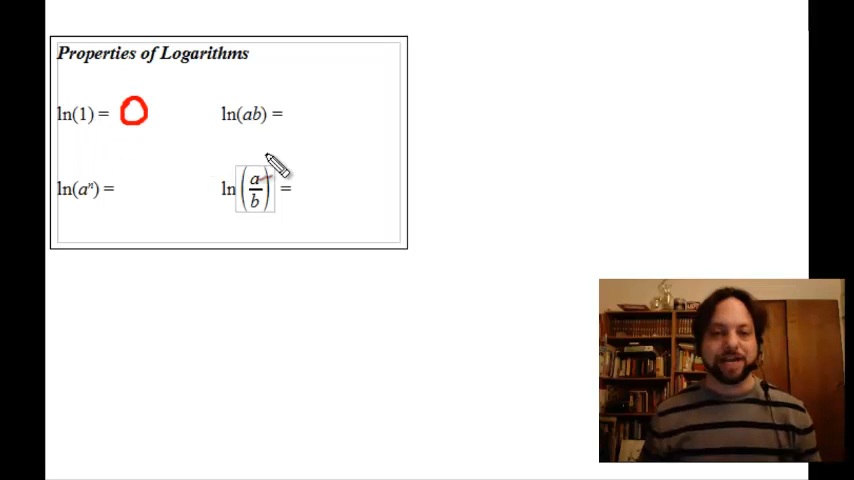 Properties of Logarithms
ln(1) = 0 ln(ab) =
ln(aⁿ) = ln(a/b) =